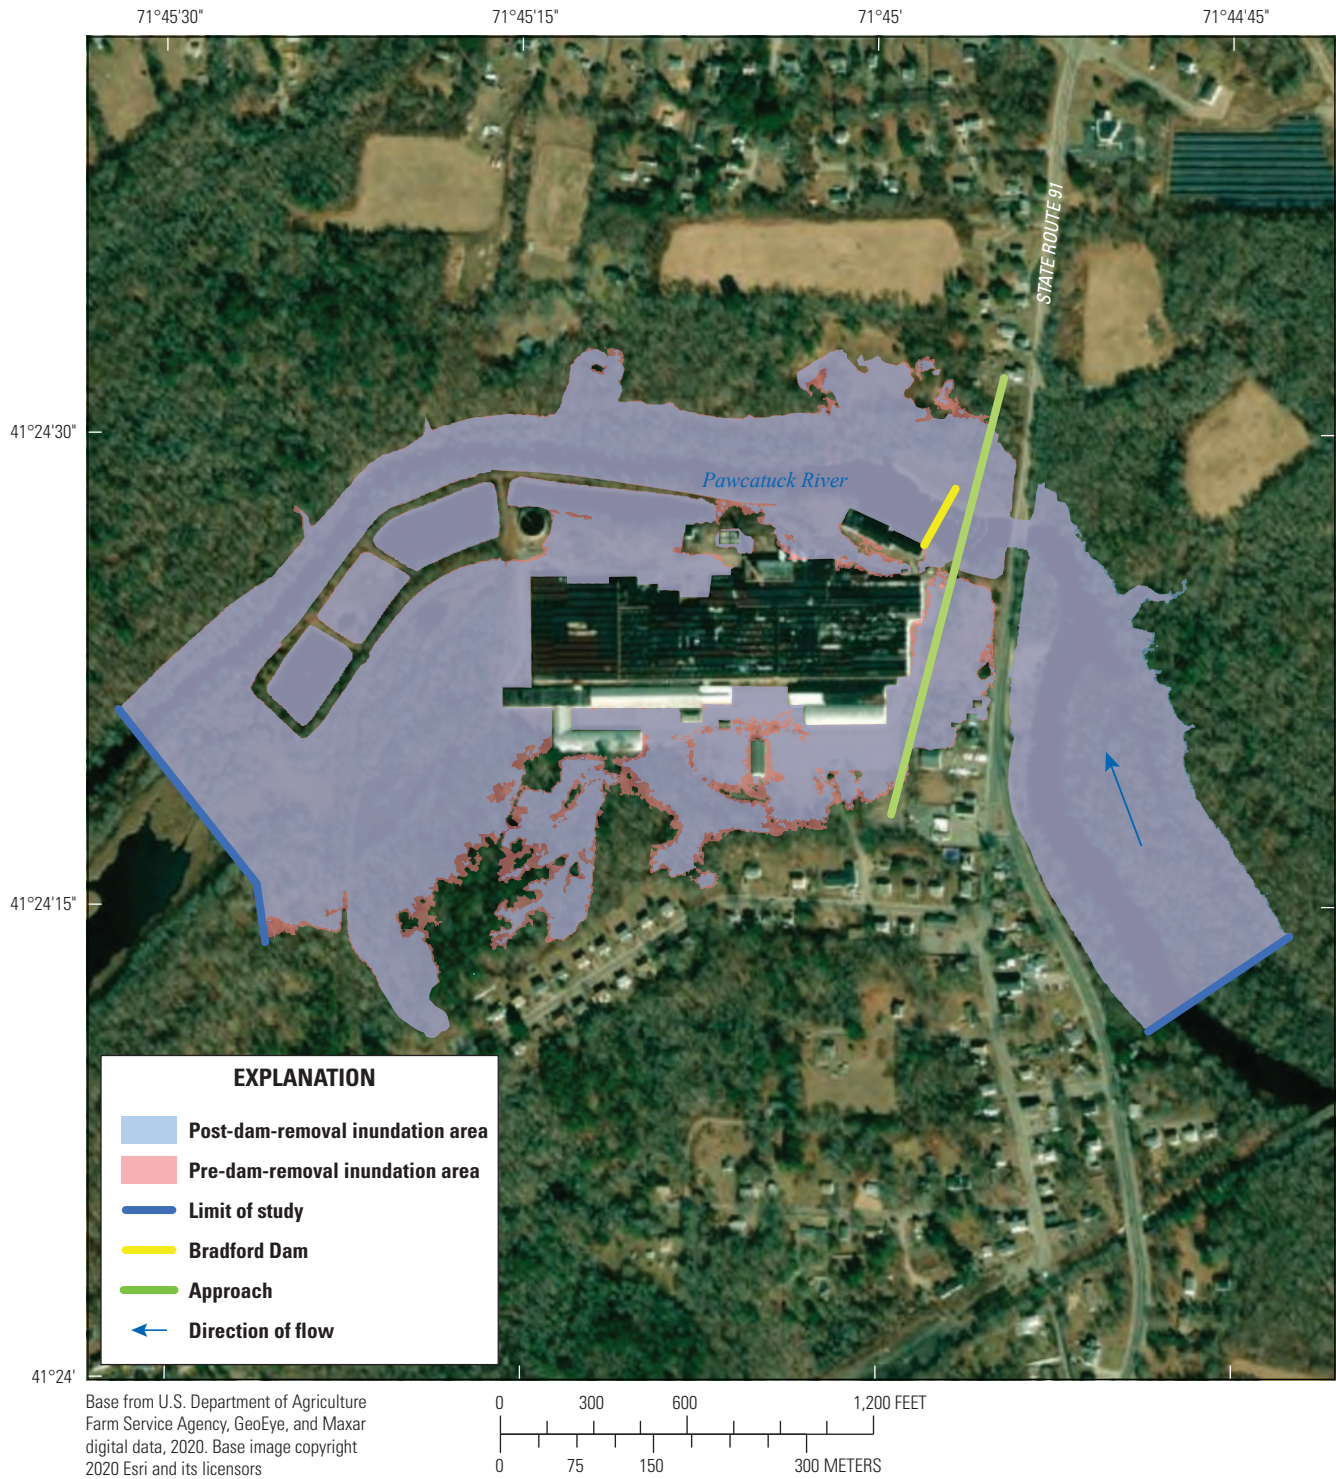 71°45'30"
71°45'15"
71°45'
71°44'45"
STATE ROUTE 91
41°24'30"
Pawcatuck River
41°24'15"
EXPLANATION
Post-dam-removal inundation area
Pre-dam-removal inundation area
Limit of study
Bradford Dam
Approach
Direction of flow
41°24'
Base from U.S. Department of Agriculture
Farm Service Agency, GeoEye, and Maxar
digital data, 2020. Base image copyright
2020 Esri and its licensors
0 300 600 1,200 FEET
0 75 150 300 METERS